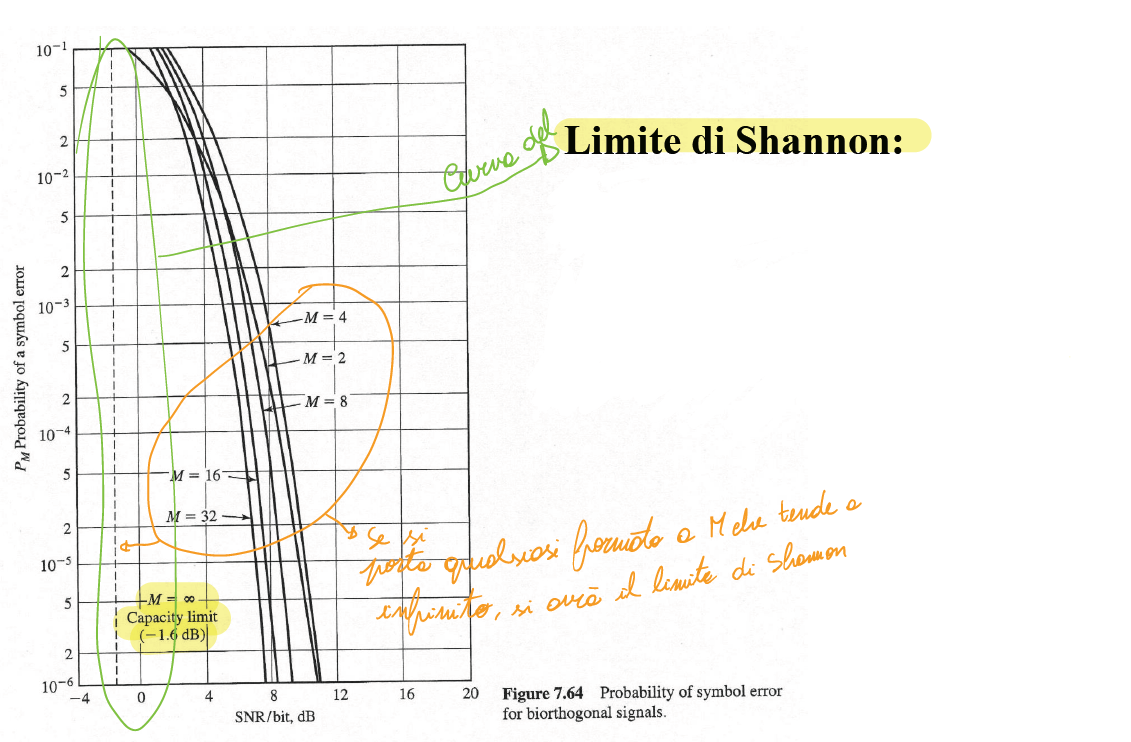 10⁻¹
5
2
10⁻²
5
2
10⁻³
5
2
10⁻⁴
5
2
10⁻⁵
5
2
10⁻⁶
P_M Probability of a symbol error
Curva del
Limite di Shannon:
M = 4
M = 2
M = 8
M = 16
M = 32
M = ∞
Capacity limit
(−1.6 dB)
Se si
porta qualsiasi formato a M che tende a
infinito, si avrà il limite di Shannon
−4 0 4 8 12 16 20
SNR/bit, dB
Figure 7.64 Probability of symbol error
for biorthogonal signals.